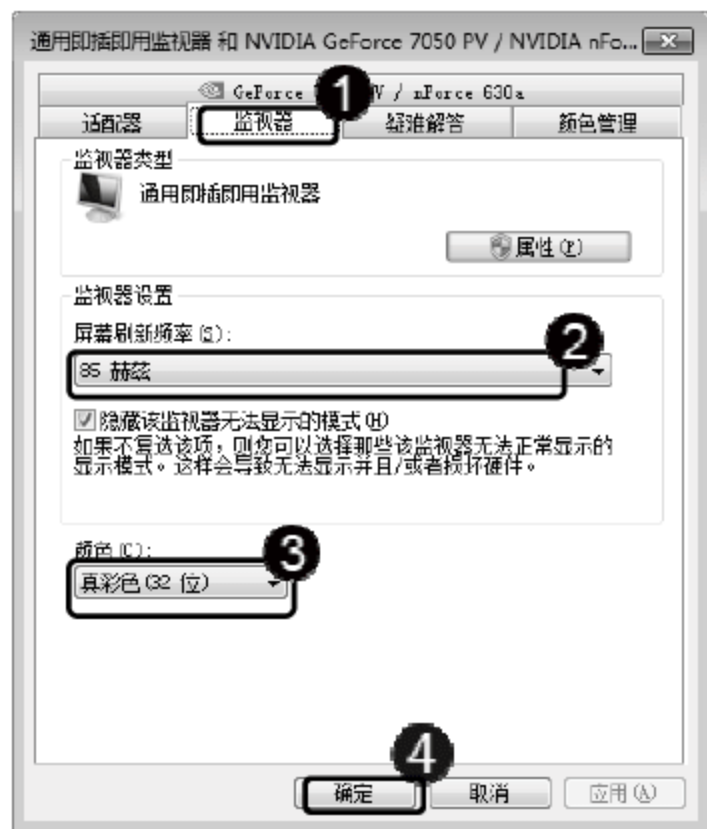 通用即插即用监视器 和 NVIDIA GeForce 7050 PV / NVIDIA nFo...
GeForce V / nForce 630a
1
适配器 监视器 疑难解答 颜色管理
监视器类型
通用即插即用监视器
属性(P)
监视器设置
屏幕刷新频率(S):
2
85 赫兹
隐藏该监视器无法显示的模式(H)
如果不复选该项，则您可以选择那些该监视器无法正常显示的
显示模式。这样会导致无法显示并且/或者损坏硬件。
颜色(C):
3
真彩色(32 位)
4
确定 取消 应用(A)